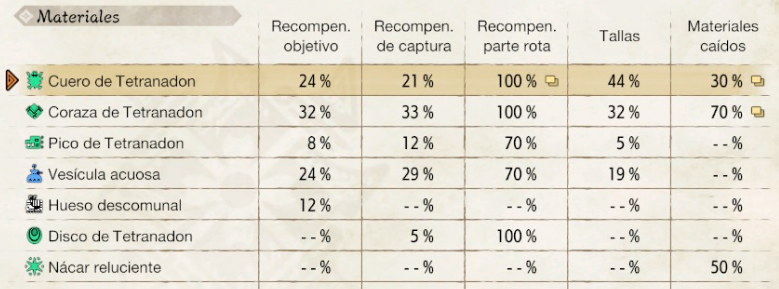 Materiales
Recompen. objetivo
Recompen. de captura
Recompen. parte rota
Tallas
Materiales caídos
Cuero de Tetranadon 24 % 21 % 100 % 44 % 30 %
Coraza de Tetranadon 32 % 33 % 100 % 32 % 70 %
Pico de Tetranadon 8 % 12 % 70 % 5 % - - %
Vesícula acuosa 24 % 29 % 70 % 19 % - - %
Hueso descomunal 12 % - - % - - % - - % - - %
Disco de Tetranadon - - % 5 % 100 % - - % - - %
Nácar reluciente - - % - - % - - % - - % 50 %